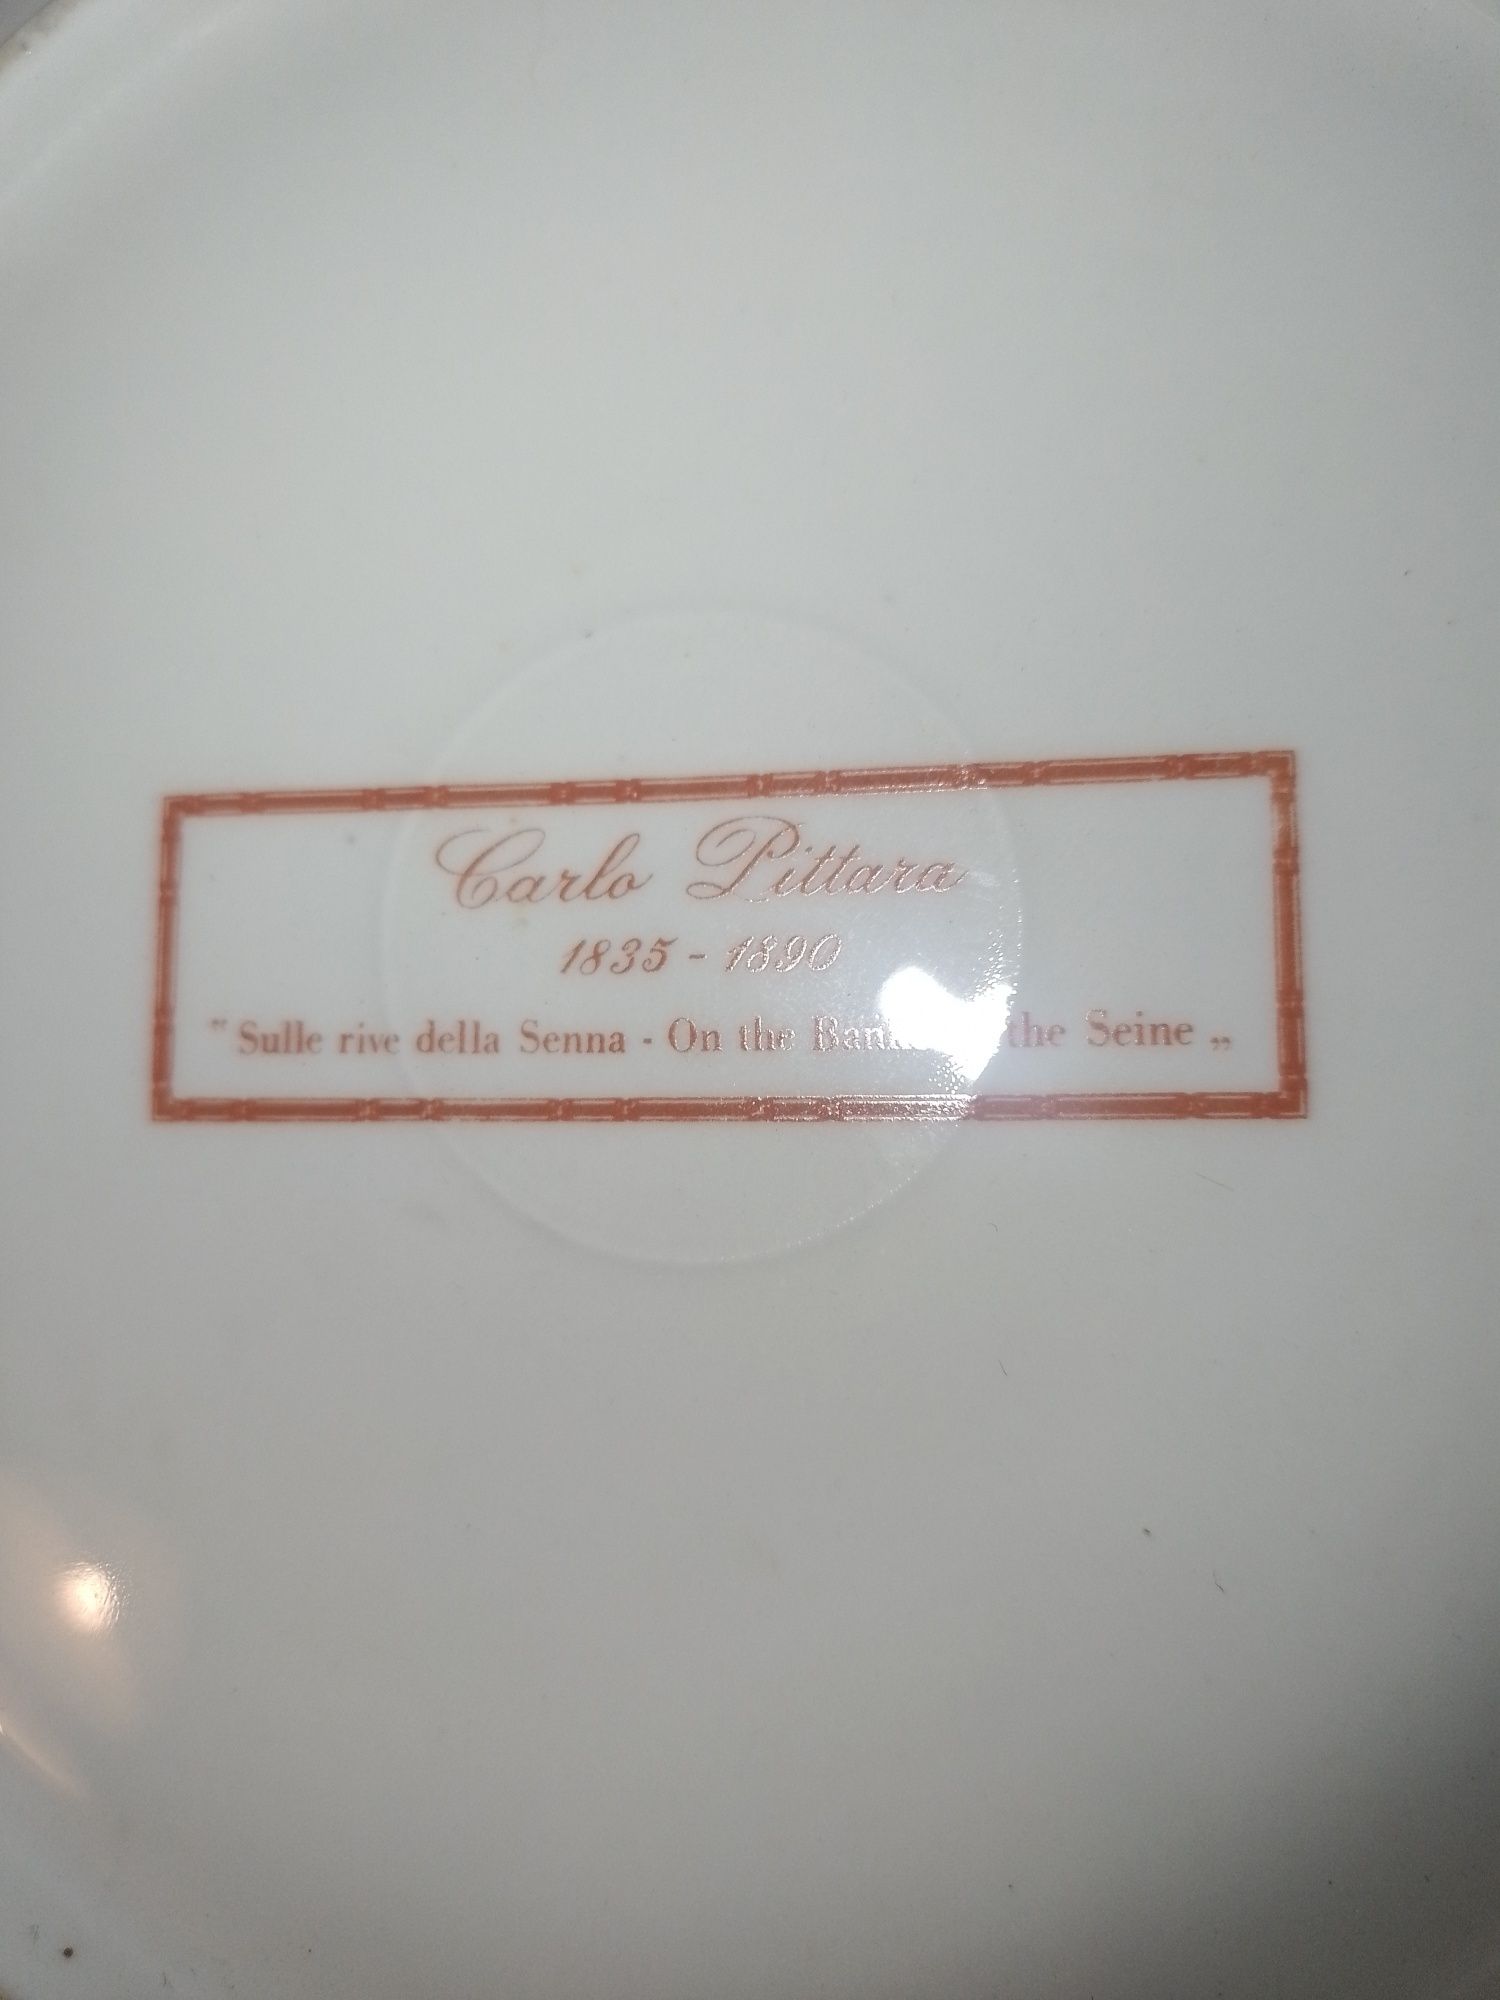 Carlo Pittara
1835 - 1890
" Sulle rive della Senna - On the the Seine „